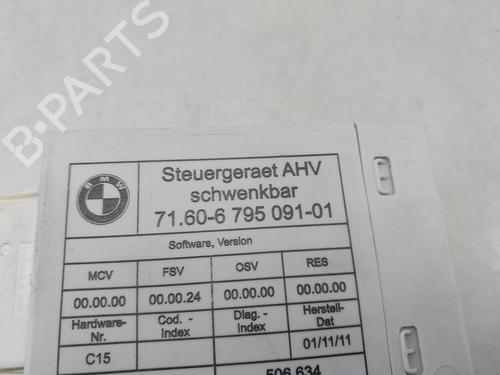 B-PARTS
BMW
Steuergeraet AHV
schwenkbar
71.60-6 795 091-01
Software, Version
MCV FSV OSV RES
00.00.00 00.00.24 00.00.00 00.00.00
Hardware-Nr. Cod. -Index Diag. -Index Herstell-Dat
C15 01/11/11
506 634